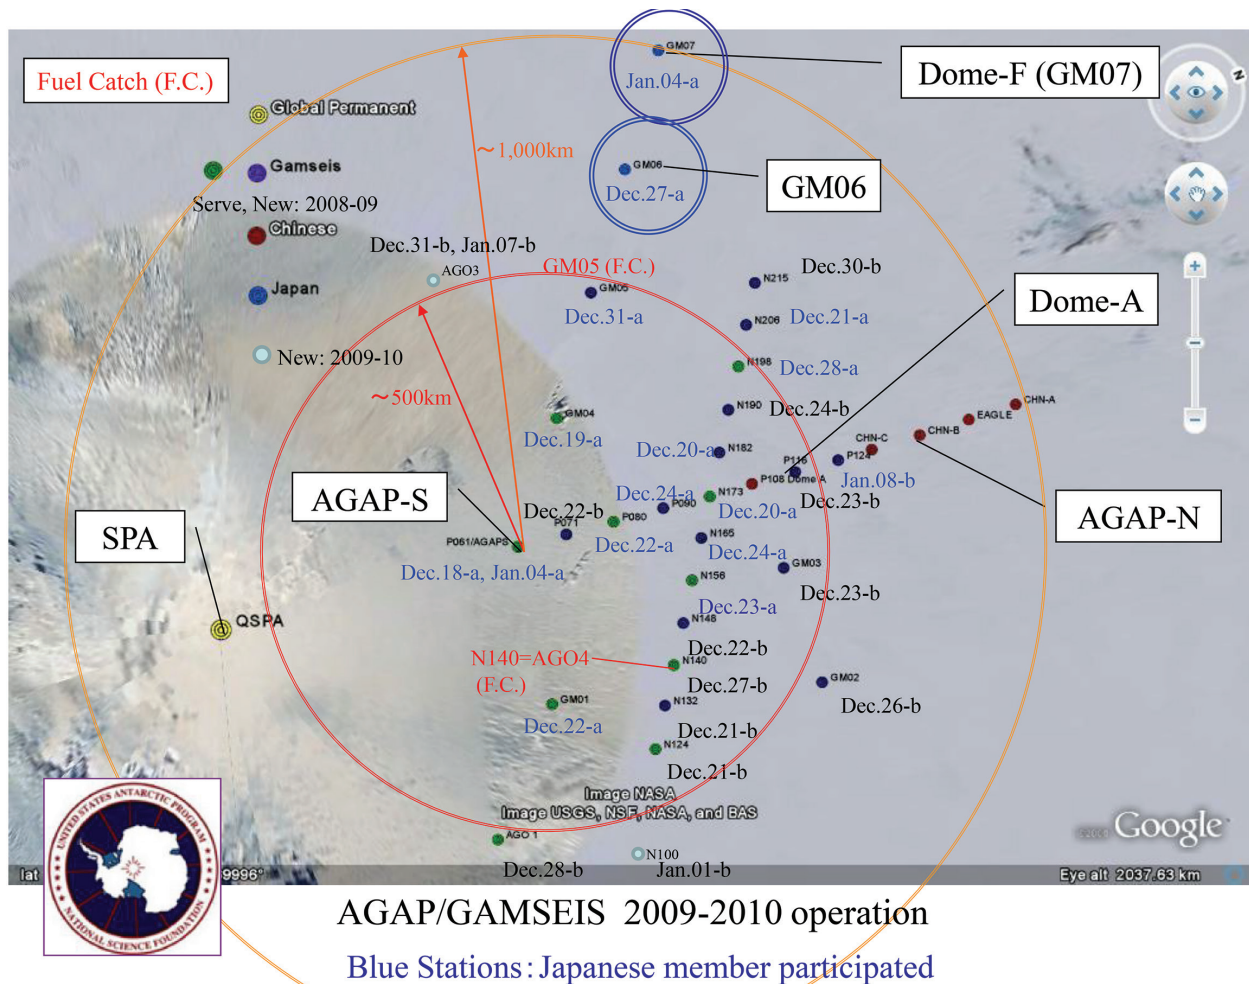 GM07
Jan.04-a
Dome-F (GM07)
N
Fuel Catch (F.C.)
Global Permanent
Gamseis
Serve, New: 2008-09
Chinese
Japan
New: 2009-10
~1,000km
GM06
Dec.27-a
GM06
Dec.31-b, Jan.07-b
AGO3
GM05 (F.C.)
GM05
Dec.31-a
Dec.30-b
N215
N206
Dec.21-a
Dome-A
N198
Dec.28-a
~500km
N190
Dec.24-b
CHN-A
EAGLE
CHN-B
CHN-C
GM04
Dec.19-a
N182
Dec.20-a
P116
P124
Jan.08-b
P108 Dome A
Dec.23-b
AGAP-N
AGAP-S
Dec.24-a
P090
N173
Dec.20-a
SPA
Dec.22-b
P071
P080
Dec.22-a
P061/AGAPS
Dec.18-a, Jan.04-a
N165
Dec.24-a
GM03
Dec.23-b
N156
Dec.23-a
QSPA
N148
Dec.22-b
N140=AGO4
(F.C.)
N140
Dec.27-b
GM02
Dec.26-b
GM01
Dec.22-a
N132
Dec.21-b
N124
Dec.21-b
Image NASA
Image USGS, NSF, NASA, and BAS
©2008 Google
AGO 1
Dec.28-b
N100
Jan.01-b
lat
9996°
Eye alt 2037.63 km
UNITED STATES ANTARCTIC PROGRAM
NATIONAL SCIENCE FOUNDATION
AGAP/GAMSEIS 2009-2010 operation
Blue Stations : Japanese member participated